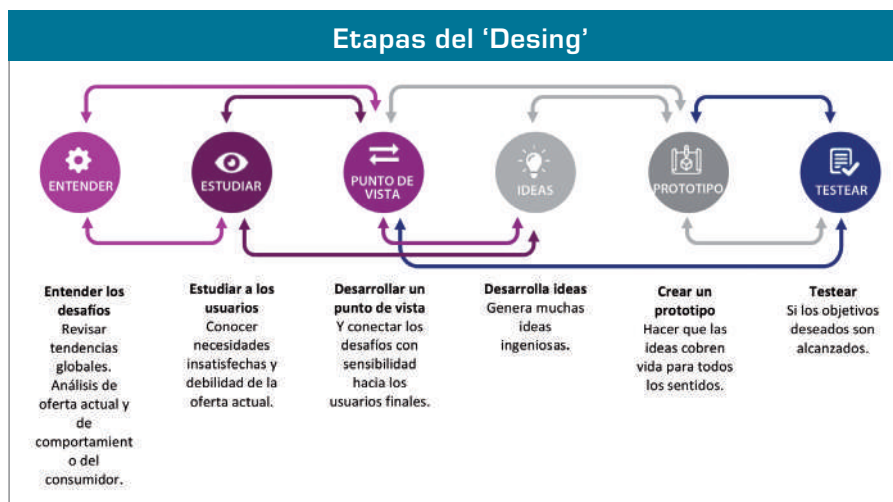 Etapas del ‘Desing’
ENTENDER
ESTUDIAR
PUNTO DE
VISTA
IDEAS
PROTOTIPO
TESTEAR
Entender los
desafíos
Revisar
tendencias
globales.
Análisis de
oferta actual y
de
comportamient
o del
consumidor.
Estudiar a los
usuarios
Conocer
necesidades
insatisfechas y
debilidad de la
oferta actual.
Desarrollar un
punto de vista
Y conectar los
desafíos con
sensibilidad
hacia los
usuarios finales.
Desarrolla ideas
Genera muchas
ideas
ingeniosas.
Crear un
prototipo
Hacer que las
ideas cobren
vida para todos
los sentidos.
Testear
Si los objetivos
deseados son
alcanzados.